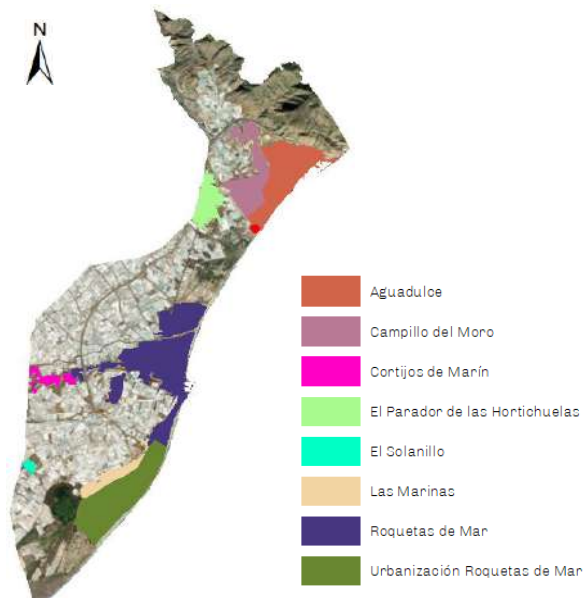 N
Aguadulce
Campillo del Moro
Cortijos de Marín
El Parador de las Hortichuelas
El Solanillo
Las Marinas
Roquetas de Mar
Urbanización Roquetas de Mar